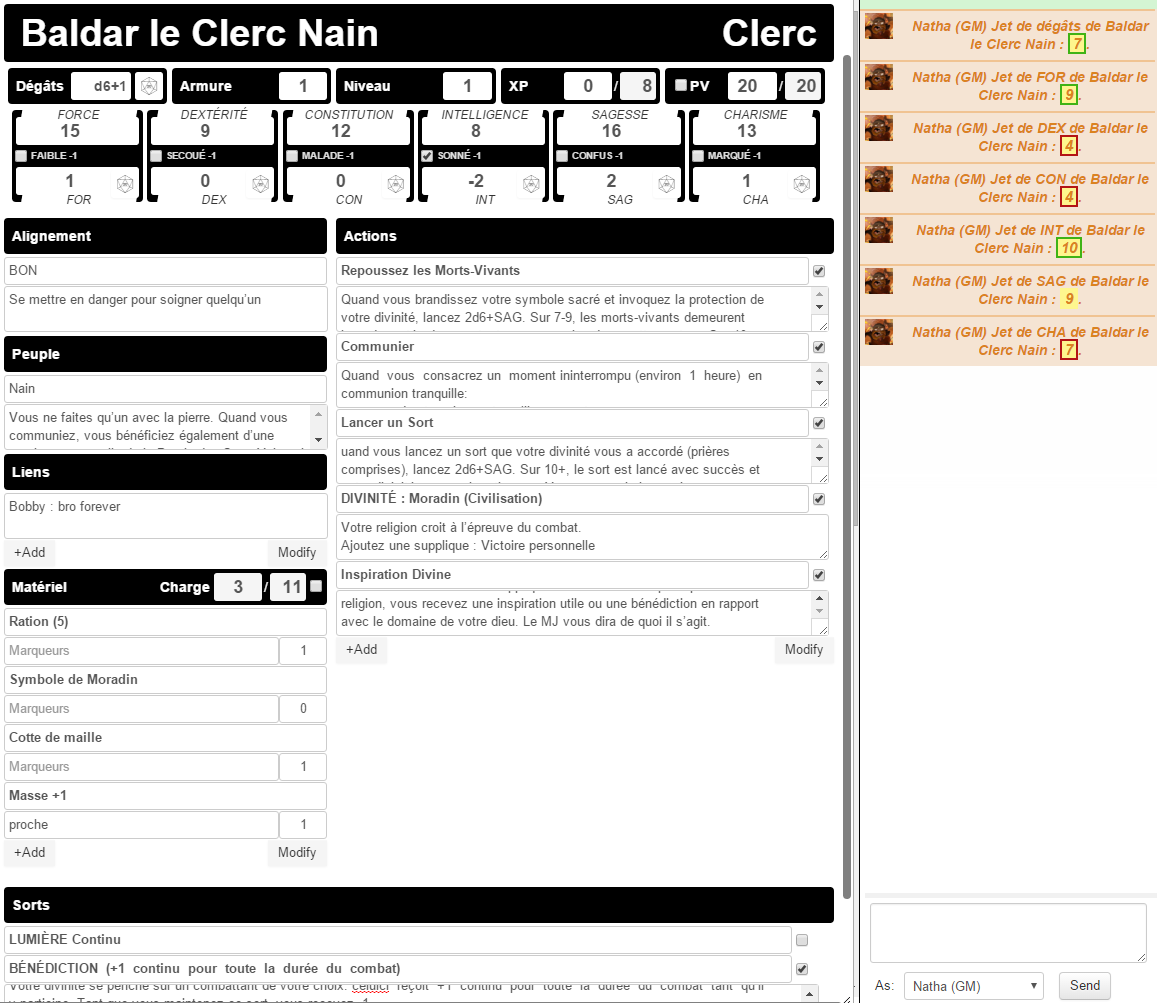 Baldar le Clerc Nain Clerc
Dégâts d6+1 Armure 1 Niveau 1 XP 0 / 8 PV 20 / 20
FORCE DEXTÉRITÉ CONSTITUTION INTELLIGENCE SAGESSE CHARISME
15 9 12 8 16 13
FAIBLE -1 SECOUÉ -1 MALADE -1 SONNÉ -1 CONFUS -1 MARQUÉ -1
1 0 0 -2 2 1
FOR DEX CON INT SAG CHA
Alignement
BON
Se mettre en danger pour soigner quelqu'un
Peuple
Nain
Vous ne faites qu'un avec la pierre. Quand vous
communiez, vous bénéficiez également d'une
Liens
Bobby : bro forever
+Add Modify
Matériel Charge 3 / 11
Ration (5)
Marqueurs 1
Symbole de Moradin
Marqueurs 0
Cotte de maille
Marqueurs 1
Masse +1
proche 1
+Add Modify
Actions
Repoussez les Morts-Vivants
Quand vous brandissez votre symbole sacré et invoquez la protection de
votre divinité, lancez 2d6+SAG. Sur 7-9, les morts-vivants demeurent
Communier
Quand vous consacrez un moment ininterrompu (environ 1 heure) en
communion tranquille:
Lancer un Sort
uand vous lancez un sort que votre divinité vous a accordé (prières
comprises), lancez 2d6+SAG. Sur 10+, le sort est lancé avec succès et
DIVINITÉ : Moradin (Civilisation)
Votre religion croit à l'épreuve du combat.
Ajoutez une supplique : Victoire personnelle
Inspiration Divine
religion, vous recevez une inspiration utile ou une bénédiction en rapport
avec le domaine de votre dieu. Le MJ vous dira de quoi il s'agit.
+Add Modify
Sorts
LUMIÈRE Continu
BÉNÉDICTION (+1 continu pour toute la durée du combat)
Votre divinité se penche sur un combattant de votre choix. celuici reçoit +1 continu pour toute la durée du combat tant qu'il
Natha (GM) Jet de dégâts de Baldar
le Clerc Nain : 7.
Natha (GM) Jet de FOR de Baldar le
Clerc Nain : 9.
Natha (GM) Jet de DEX de Baldar le
Clerc Nain : 4.
Natha (GM) Jet de CON de Baldar le
Clerc Nain : 4.
Natha (GM) Jet de INT de Baldar le
Clerc Nain : 10.
Natha (GM) Jet de SAG de Baldar le
Clerc Nain : 9.
Natha (GM) Jet de CHA de Baldar le
Clerc Nain : 7.
As: Natha (GM) Send